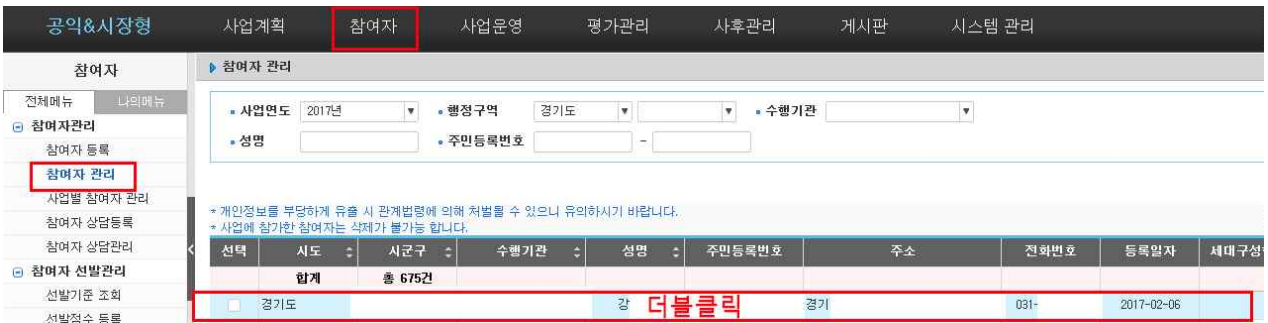 공익&시장형 사업계획 참여자 사업운영 평가관리 사후관리 게시판 시스템 관리
참여자
전체메뉴 나의메뉴
참여자관리
참여자 등록
참여자 관리
사업별 참여자 관리
참여자 상담등록
참여자 상담관리
참여자 선발관리
선발기준 조회
선발점수 등록
참여자 관리
사업연도 2017년 행정구역 경기도 수행기관
성명 주민등록번호 -
* 개인정보를 부당하게 유출 시 관계법령에 의해 처벌될 수 있으니 유의하시기 바랍니다.
* 사업에 참가한 참여자는 삭제가 불가능 합니다.
선택 시도 시군구 수행기관 성명 주민등록번호 주소 전화번호 등록일자 세대구성
합계 총 675건
경기도 강 더블클릭 경기 031- 2017-02-06